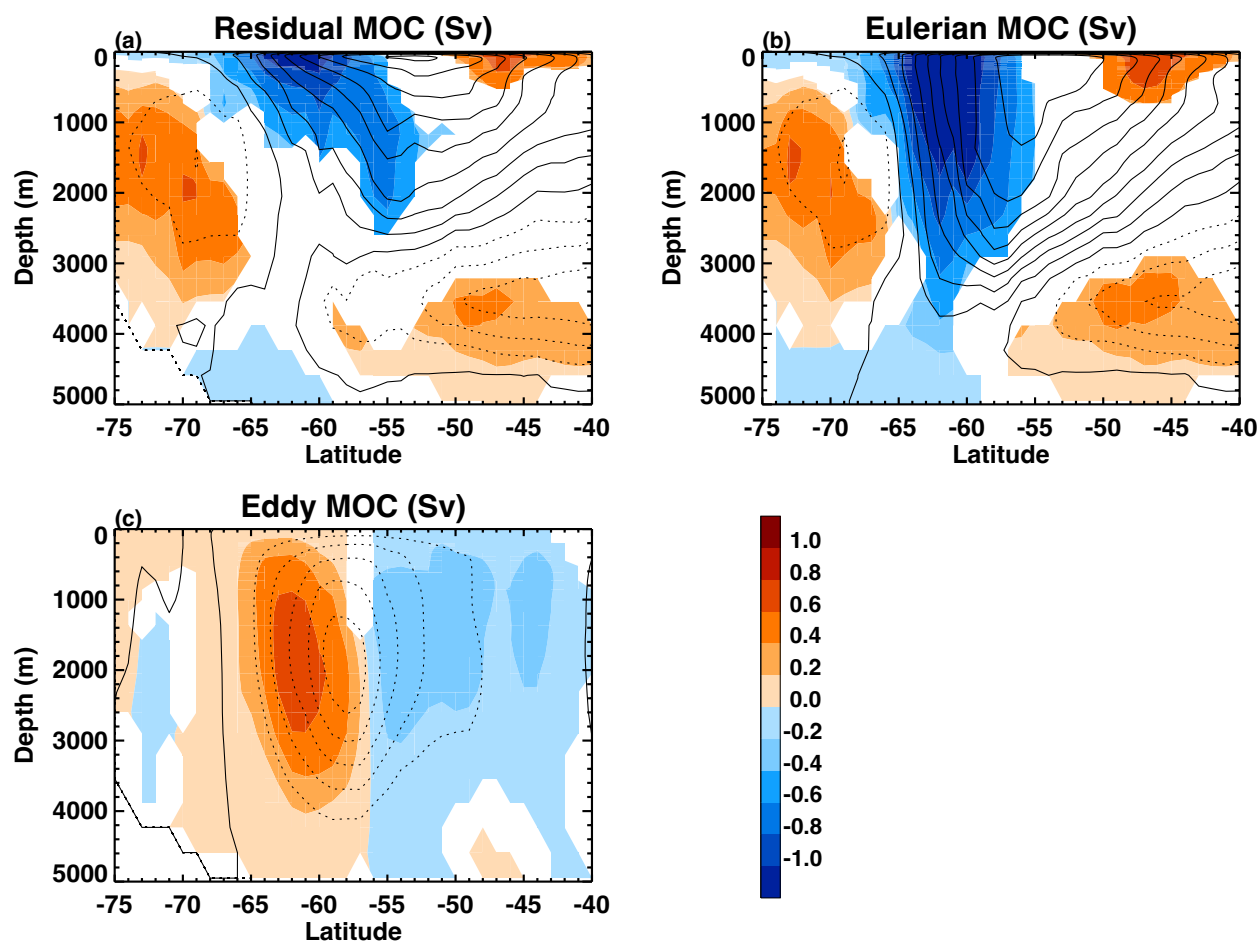 Residual MOC (Sv)
(a)
0
1000
2000
3000
4000
5000
Depth (m)
-75 -70 -65 -60 -55 -50 -45 -40
Latitude
Eulerian MOC (Sv)
(b)
0
1000
2000
3000
4000
5000
Depth (m)
-75 -70 -65 -60 -55 -50 -45 -40
Latitude
Eddy MOC (Sv)
(c)
0
1000
2000
3000
4000
5000
Depth (m)
-75 -70 -65 -60 -55 -50 -45 -40
Latitude
1.0
0.8
0.6
0.4
0.2
0.0
-0.2
-0.4
-0.6
-0.8
-1.0